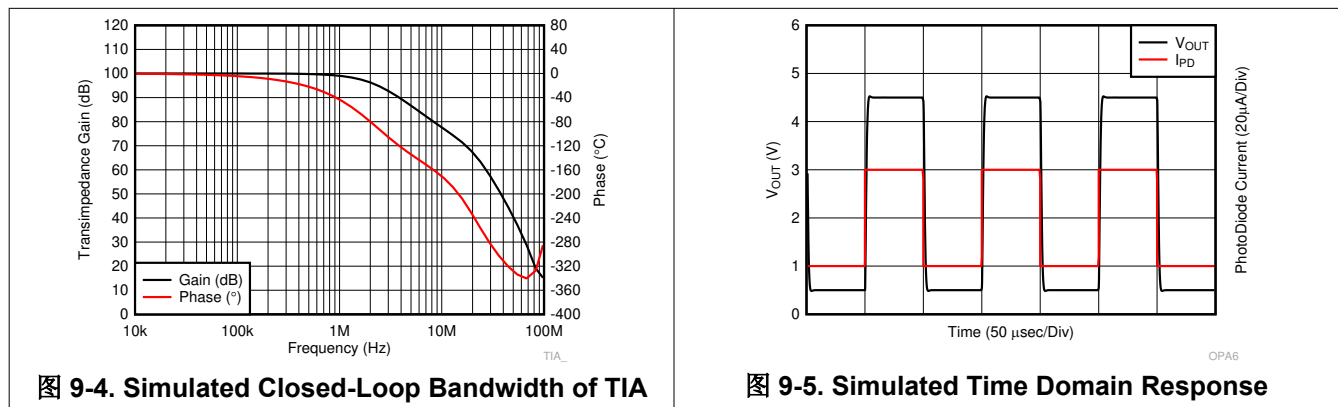 120
110
100
90
80
70
60
50
40
30
20
10
0
Transimpedance Gain (dB)
80
40
0
-40
-80
-120
-160
-200
-240
-280
-320
-360
-400
Phase (°C)
Gain (dB)
Phase (°)
10k 100k 1M 10M 100M
Frequency (Hz)
TIA_
图 9-4. Simulated Closed-Loop Bandwidth of TIA
6
5
4
3
2
1
0
VOUT (V)
VOUT
IPD
PhotoDiode Current (20μA/Div)
Time (50 μsec/Div)
OPA6
图 9-5. Simulated Time Domain Response